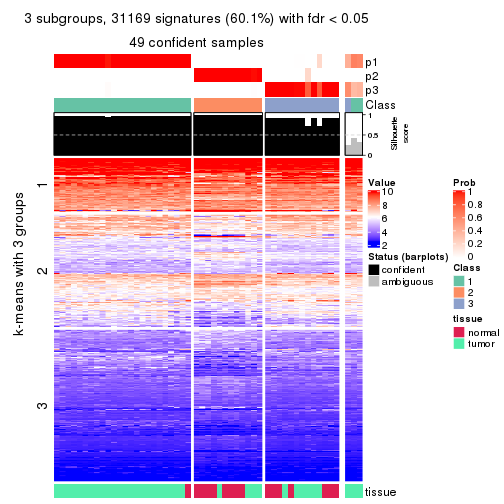 3 subgroups, 31169 signatures (60.1%) with fdr < 0.05
49 confident samples
p1
p2
p3
Class
1
0.5
0
Silhouette
score
k-means with 3 groups
1
2
3
Value
10
8
6
4
2
Status (barplots)
confident
ambiguous
Prob
1
0.8
0.6
0.4
0.2
0
Class
1
2
3
tissue
normal
tumor
tissue